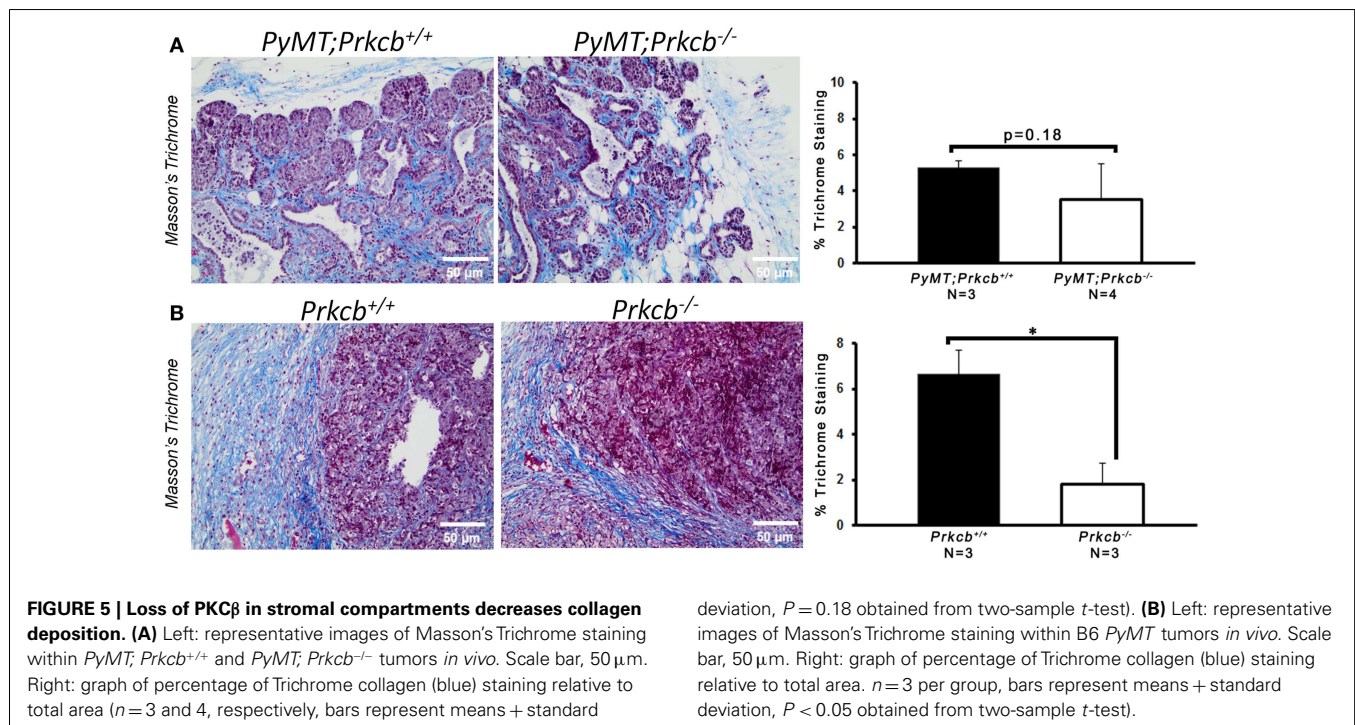 A
PyMT;Prkcb+/+
PyMT;Prkcb-/-
Masson's Trichrome
50 µm
50 µm
10
8
6
4
2
0
% Trichrome Staining
p=0.18
PyMT;Prkcb+/+
N=3
PyMT;Prkcb-/-
N=4
B
Prkcb+/+
Prkcb-/-
Masson's Trichrome
50 µm
50 µm
8
6
4
2
0
% Trichrome Staining
*
Prkcb+/+
N=3
Prkcb-/-
N=3
FIGURE 5 | Loss of PKCβ in stromal compartments decreases collagen
deposition. (A) Left: representative images of Masson's Trichrome staining
within PyMT; Prkcb+/+ and PyMT; Prkcb−/− tumors in vivo. Scale bar, 50 µm.
Right: graph of percentage of Trichrome collagen (blue) staining relative to
total area (n = 3 and 4, respectively, bars represent means + standard
deviation, P = 0.18 obtained from two-sample t-test). (B) Left: representative
images of Masson's Trichrome staining within B6 PyMT tumors in vivo. Scale
bar, 50 µm. Right: graph of percentage of Trichrome collagen (blue) staining
relative to total area. n = 3 per group, bars represent means + standard
deviation, P < 0.05 obtained from two-sample t-test).